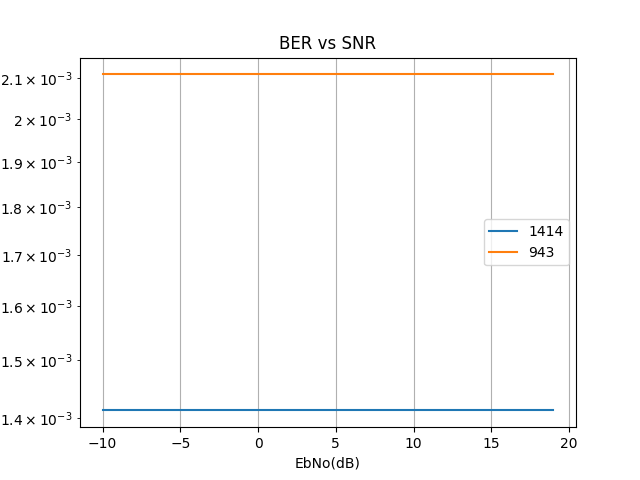 BER vs SNR
2.1 × 10⁻³
2 × 10⁻³
1.9 × 10⁻³
1.8 × 10⁻³
1.7 × 10⁻³
1.6 × 10⁻³
1.5 × 10⁻³
1.4 × 10⁻³
1414
943
−10 −5 0 5 10 15 20
EbNo(dB)